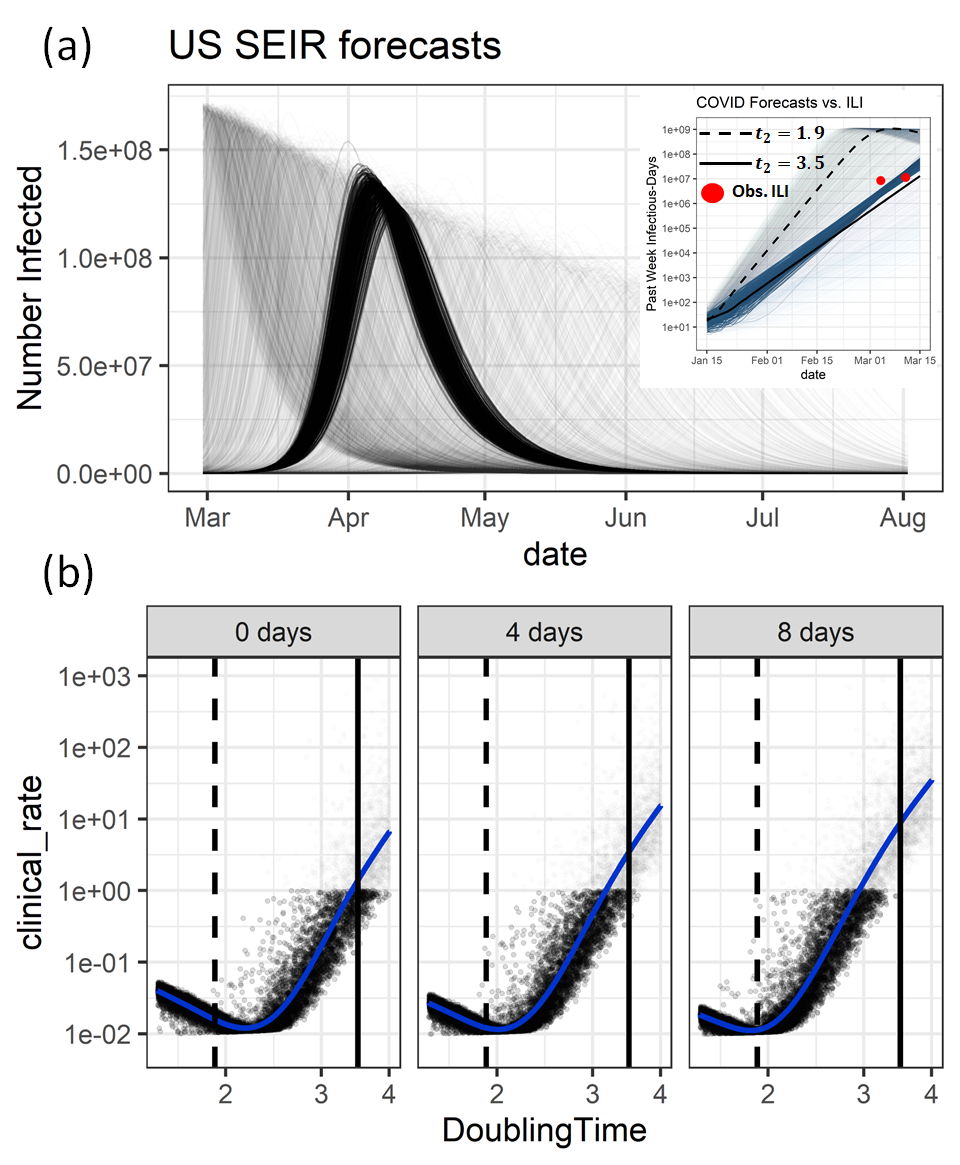 (a) US SEIR forecasts
Number Infected
1.5e+08
1.0e+08
5.0e+07
0.0e+00
Mar Apr May Jun Jul Aug
date
COVID Forecasts vs. ILI
Past Week Infectious-Days
1e+09
1e+08
1e+07
1e+06
1e+05
1e+04
1e+03
1e+02
1e+01
t₂ = 1.9
t₂ = 3.5
Obs. ILI
Jan 15 Feb 01 Feb 15 Mar 01 Mar 15
date
(b)
0 days 4 days 8 days
clinical_rate
1e+03
1e+02
1e+01
1e+00
1e-01
1e-02
2 3 4 2 3 4 2 3 4
DoublingTime